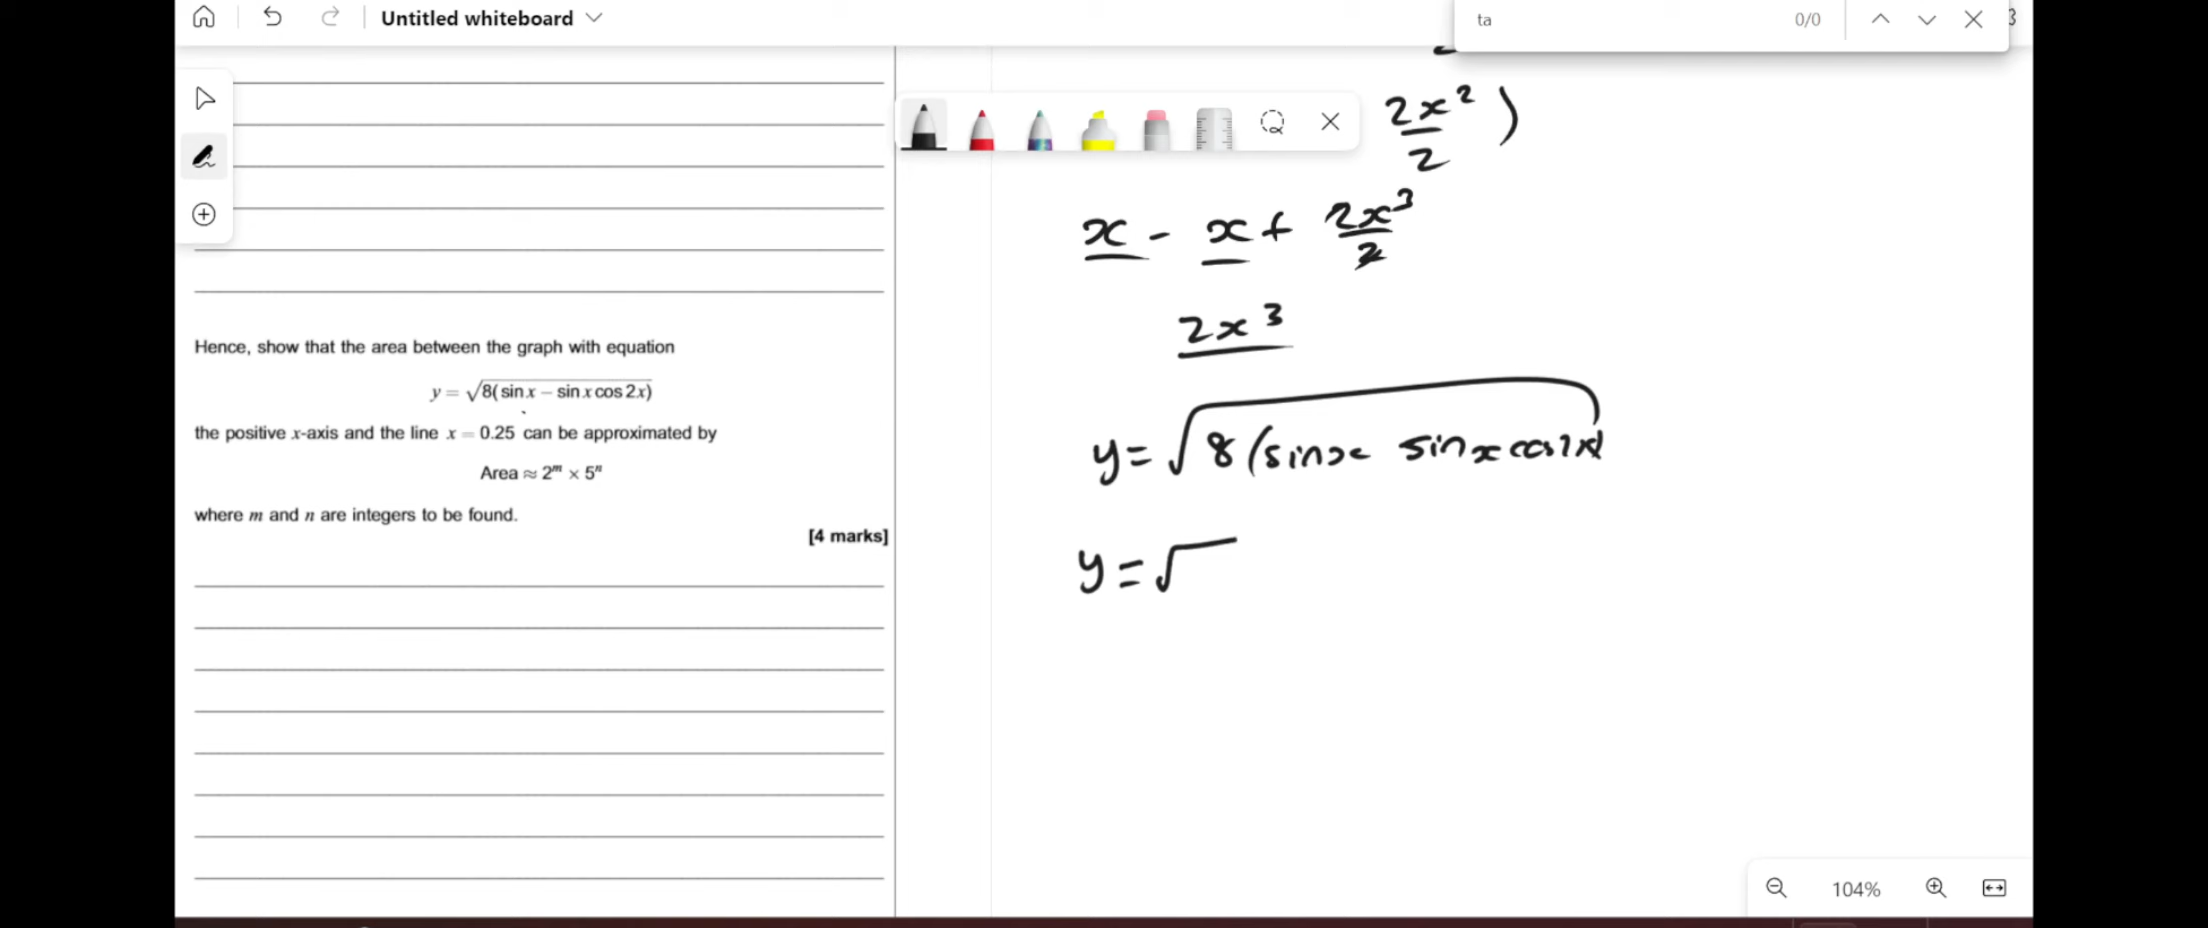 Untitled whiteboard
ta 0/0
Hence, show that the area between the graph with equation
y = √8( sin x – sin x cos 2x)
the positive x-axis and the line x = 0.25 can be approximated by
Area ≈ 2ᵐ × 5ⁿ
where m and n are integers to be found.
[4 marks]
2x² )
2
x - x + 2x³
2
2x³
y = √8 (sinx sinx cos2x)
y = √
104%